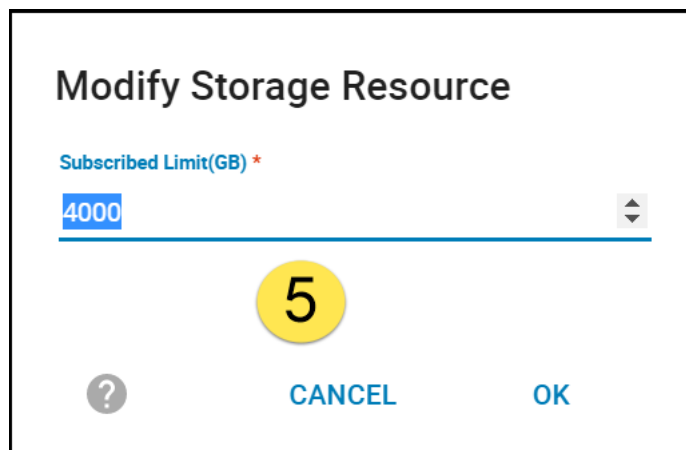 Modify Storage Resource
Subscribed Limit(GB) *
4000
5
?
CANCEL OK